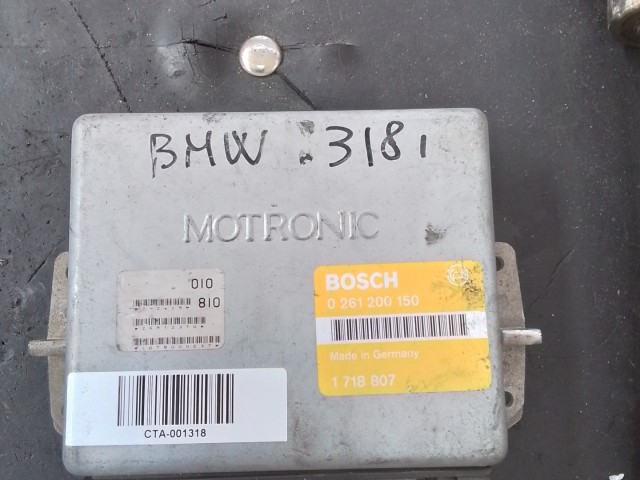 BMW 318i
MOTRONIC
010
810
BOSCH
0 261 200 150
Made in Germany
1 718 807
CTA-001318